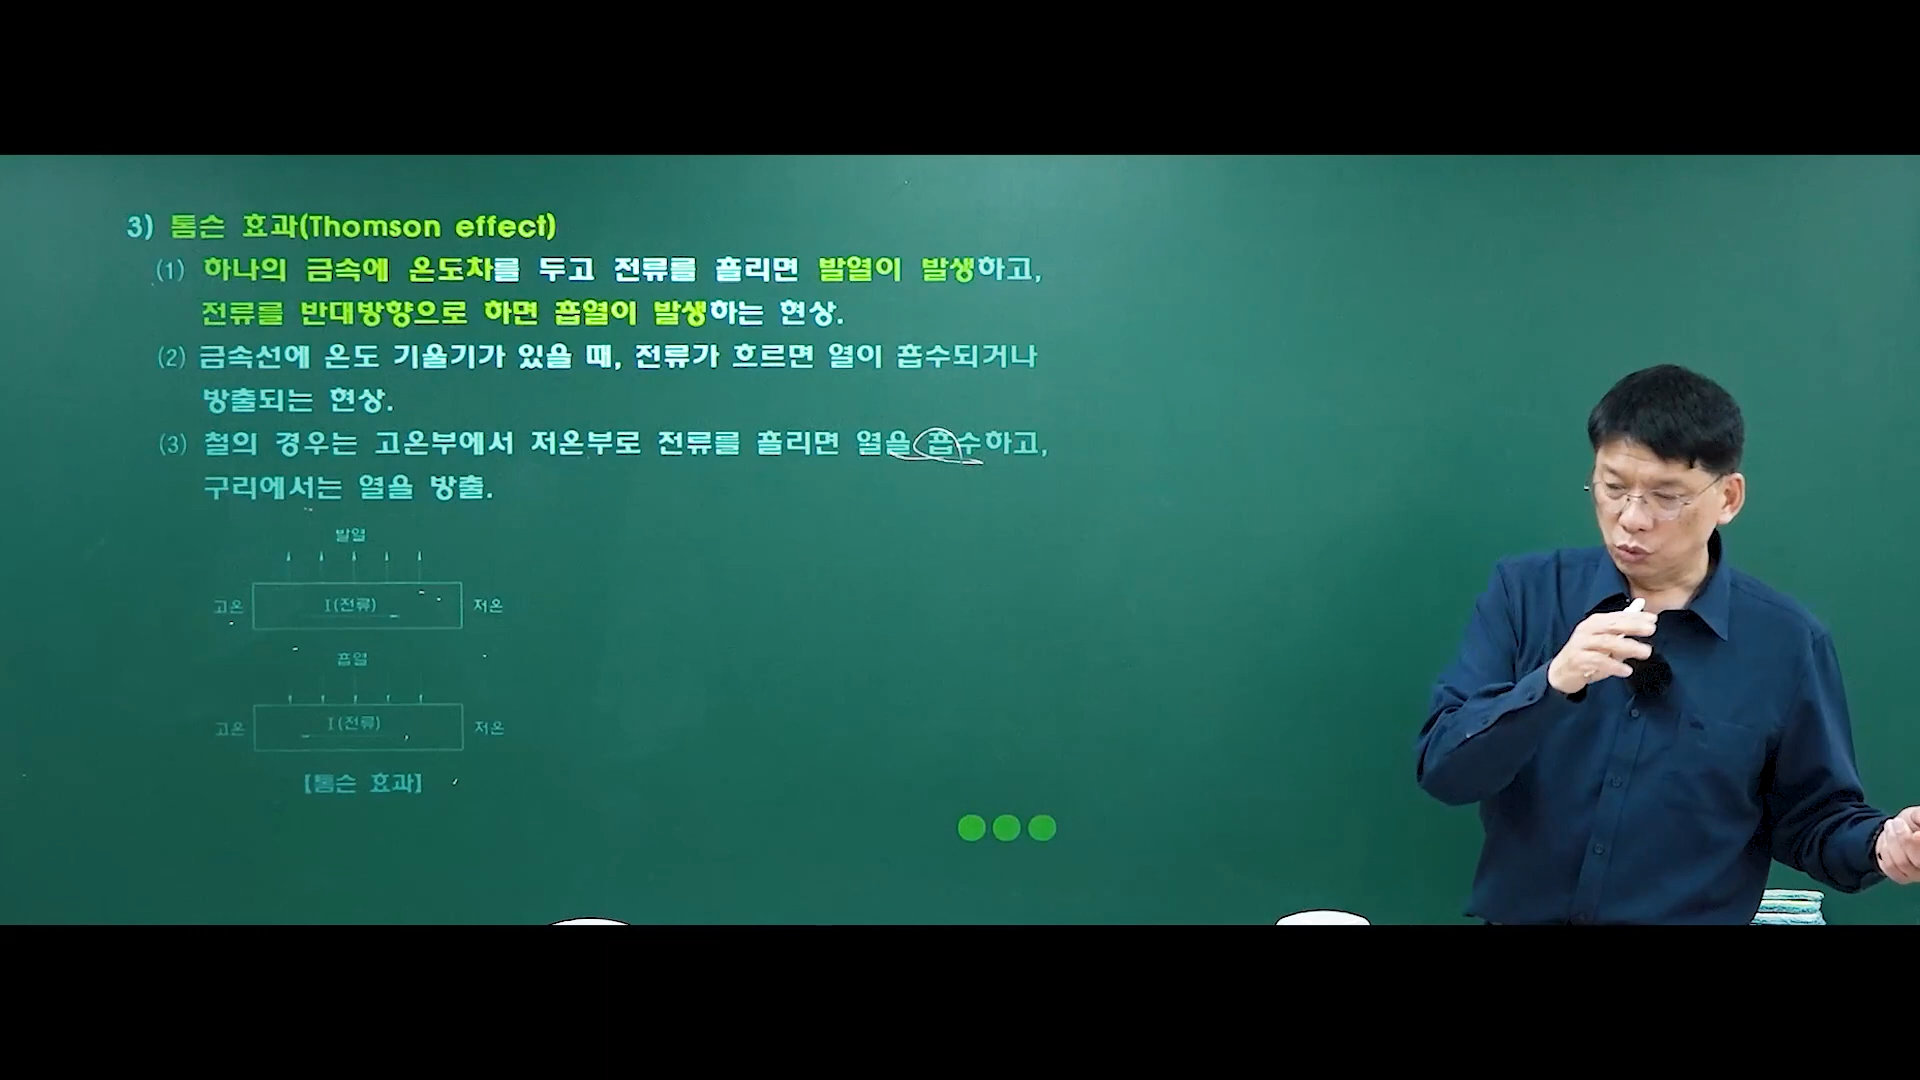 3) 톰슨 효과(Thomson effect)
(1) 하나의 금속에 온도차를 두고 전류를 흘리면 발열이 발생하고,
전류를 반대방향으로 하면 흡열이 발생하는 현상.
(2) 금속선에 온도 기울기가 있을 때, 전류가 흐르면 열이 흡수되거나
방출되는 현상.
(3) 철의 경우는 고온부에서 저온부로 전류를 흘리면 열을 흡수하고,
구리에서는 열을 방출.
발열
고온 I(전류) 저온
흡열
고온 I(전류) 저온
[톰슨 효과]